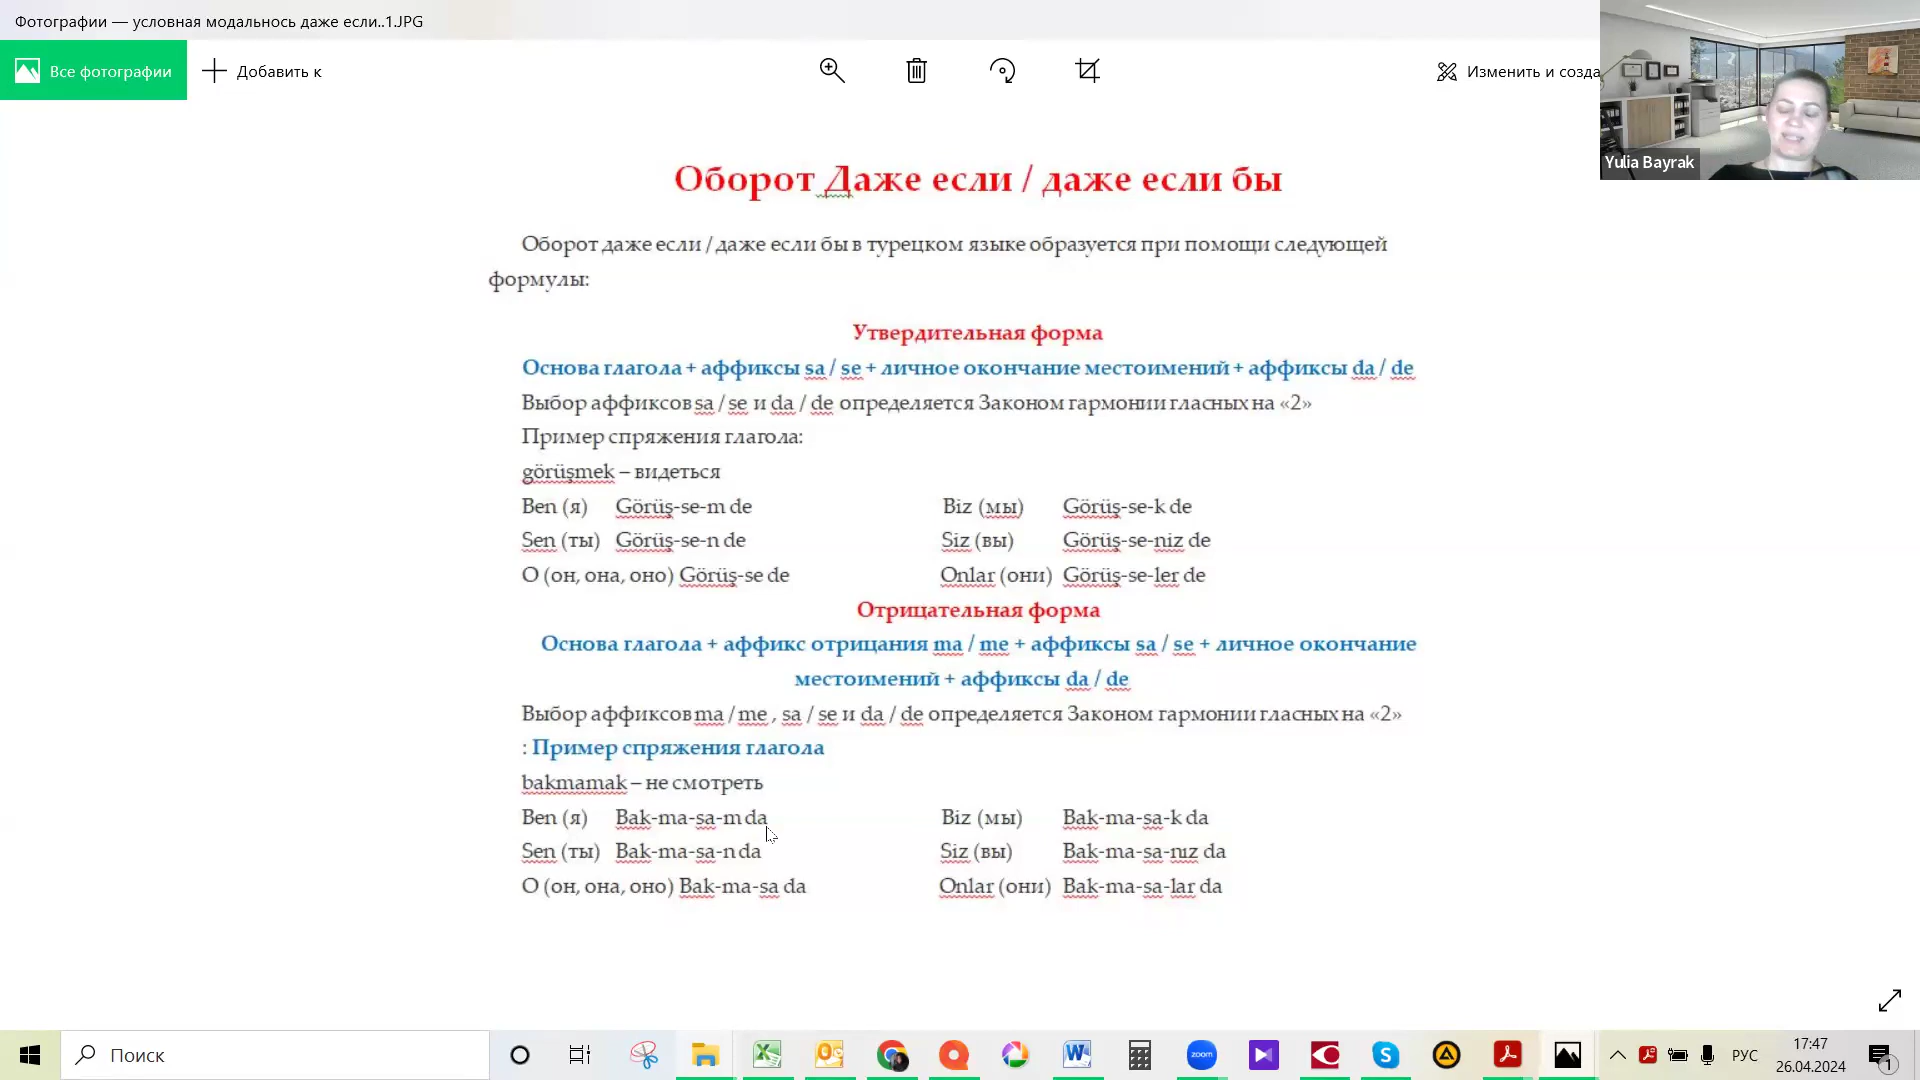 Фотографии — условная модальнось даже если..1.JPG
Все фотографии
Добавить к
Изменить и созда
Yulia Bayrak
Оборот Даже если / даже если бы
Оборот даже если / даже если бы в турецком языке образуется при помощи следующей
формулы:
Утвердительная форма
Основа глагола + аффиксы sa / se + личное окончание местоимений + аффиксы da / de
Выбор аффиксов sa / se и da / de определяется Законом гармонии гласных на «2»
Пример спряжения глагола:
görüşmek – видеться
Ben (я) Görüş-se-m de Biz (мы) Görüş-se-k de
Sen (ты) Görüş-se-n de Siz (вы) Görüş-se-niz de
O (он, она, оно) Görüş-se de Onlar (они) Görüş-se-ler de
Отрицательная форма
Основа глагола + аффикс отрицания ma / me + аффиксы sa / se + личное окончание
местоимений + аффиксы da / de
Выбор аффиксов ma / me , sa / se и da / de определяется Законом гармонии гласных на «2»
: Пример спряжения глагола
bakmamak – не смотреть
Ben (я) Bak-ma-sa-m da Biz (мы) Bak-ma-sa-k da
Sen (ты) Bak-ma-sa-n da Siz (вы) Bak-ma-sa-nız da
O (он, она, оно) Bak-ma-sa da Onlar (они) Bak-ma-sa-lar da
Поиск
zoom
РУС
17:47
26.04.2024
1